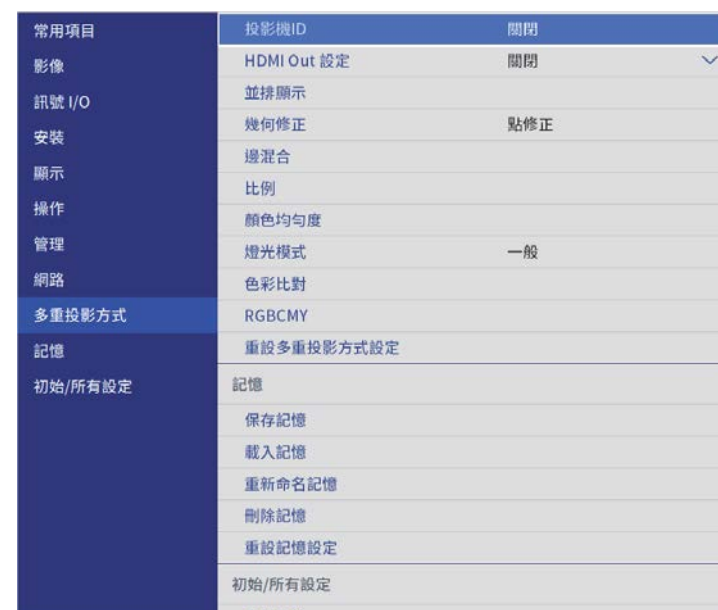 常用項目
影像
訊號 I/O
安裝
顯示
操作
管理
網路
多重投影方式
記憶
初始/所有設定
投影機ID 關閉
HDMI Out 設定 關閉
並排顯示
幾何修正 點修正
邊混合
比例
顏色均勻度
燈光模式 一般
色彩比對
RGBCMY
重設多重投影方式設定
記憶
保存記憶
載入記憶
重新命名記憶
刪除記憶
重設記憶設定
初始/所有設定